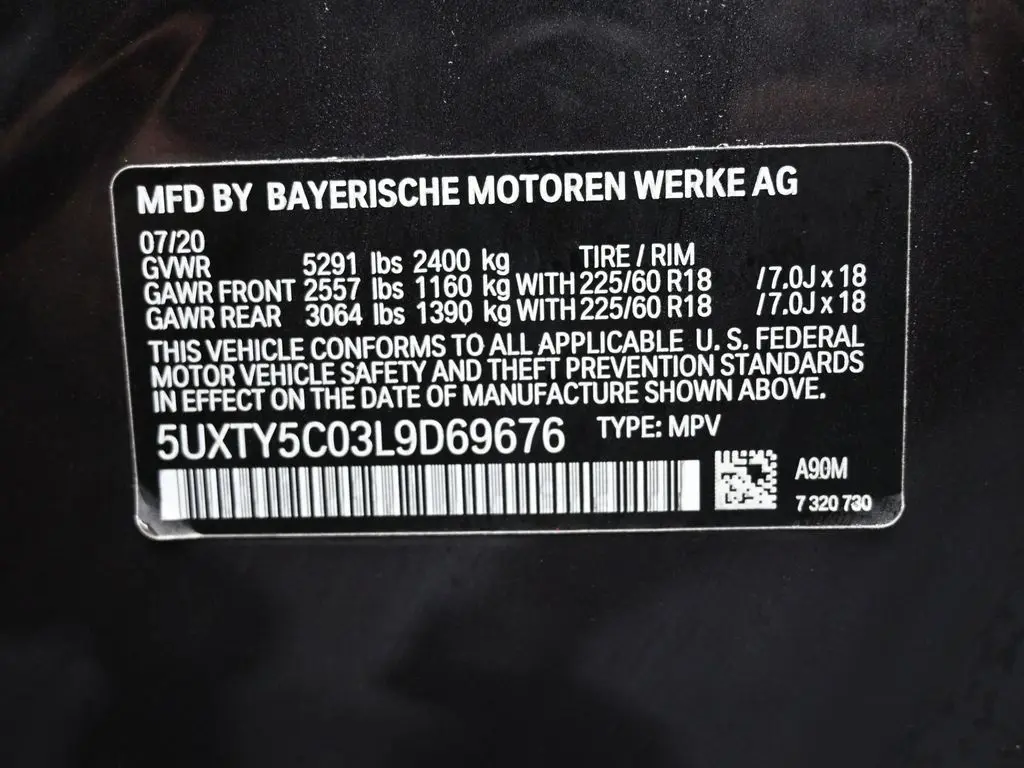 MFD BY BAYERISCHE MOTOREN WERKE AG
07/20
GVWR 5291 lbs 2400 kg TIRE / RIM
GAWR FRONT 2557 lbs 1160 kg WITH 225/60 R18 /7.0J x 18
GAWR REAR 3064 lbs 1390 kg WITH 225/60 R18 /7.0J x 18
THIS VEHICLE CONFORMS TO ALL APPLICABLE U. S. FEDERAL
MOTOR VEHICLE SAFETY AND THEFT PREVENTION STANDARDS
IN EFFECT ON THE DATE OF MANUFACTURE SHOWN ABOVE.
5UXTY5C03L9D69676 TYPE: MPV
A90M
7 320 730